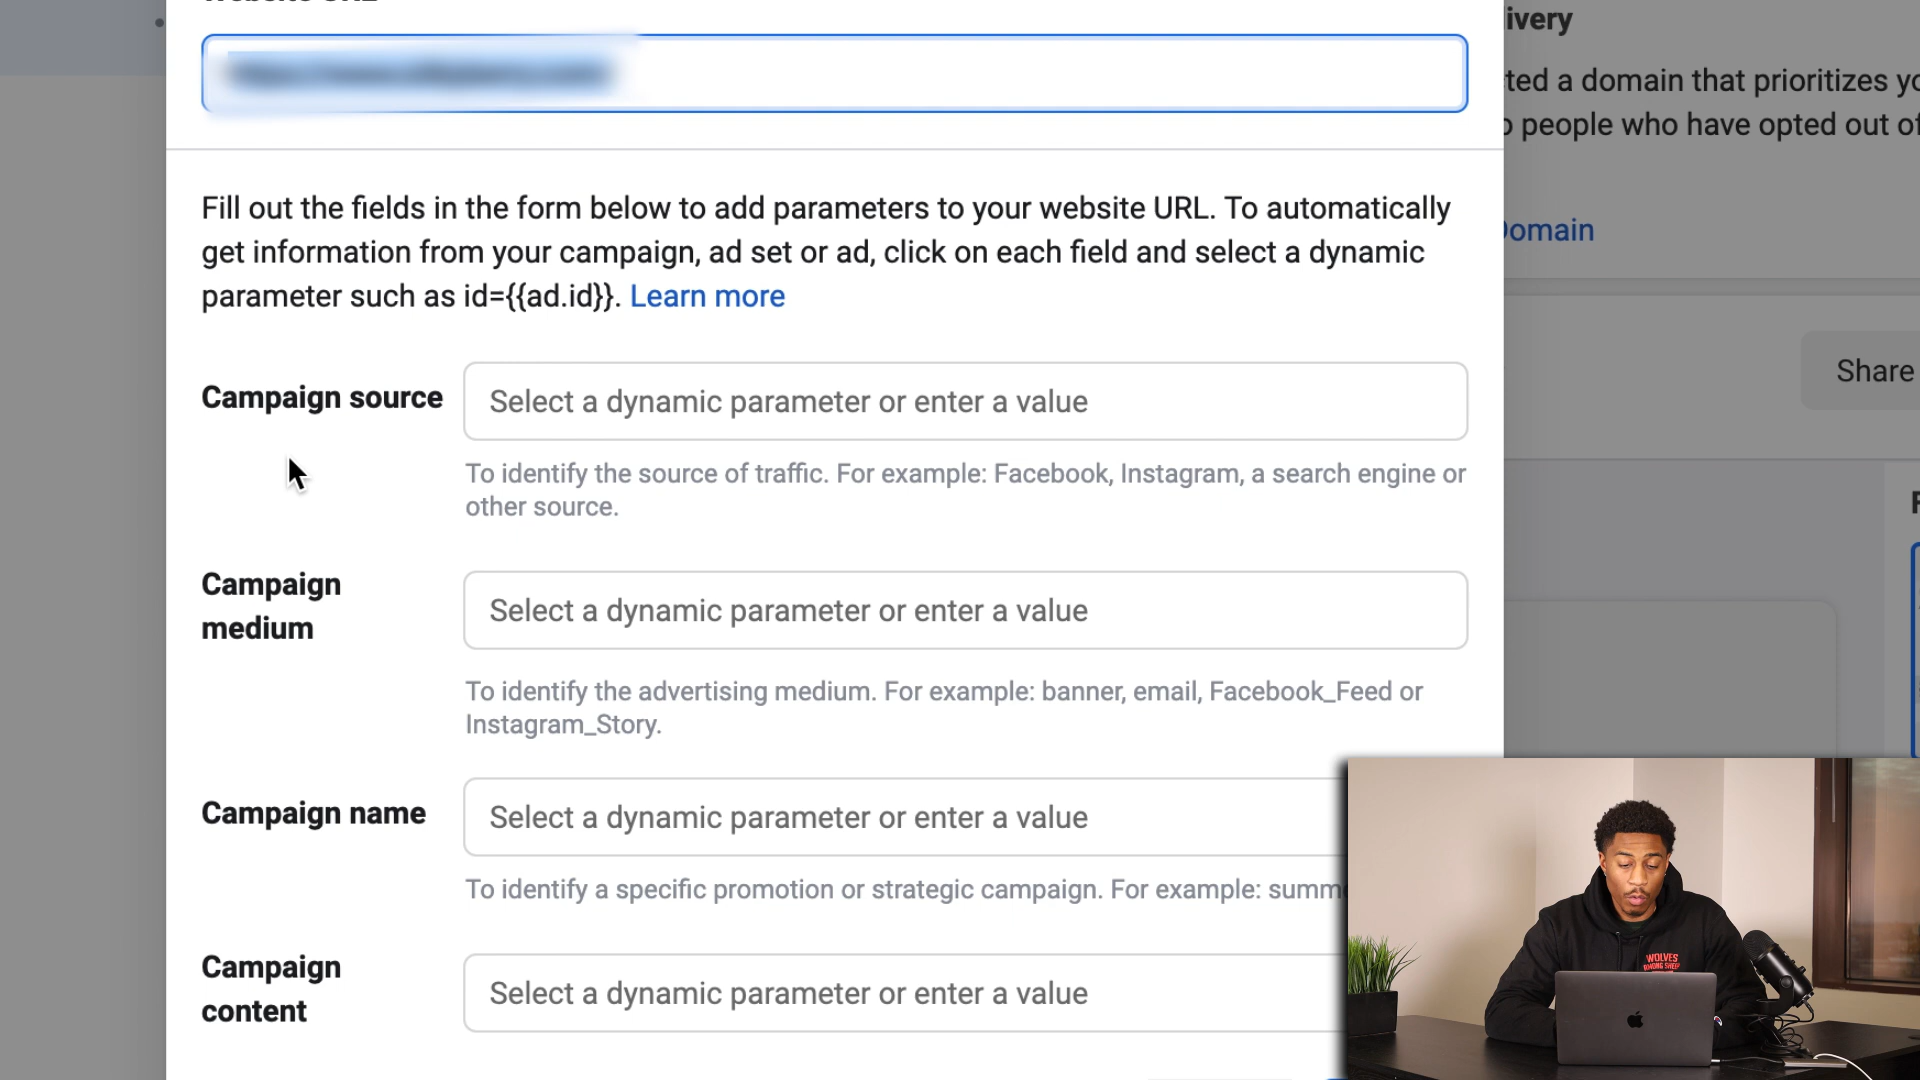 ivery
ted a domain that prioritizes yo
people who have opted out of
Domain
Share
Fill out the fields in the form below to add parameters to your website URL. To automatically
get information from your campaign, ad set or ad, click on each field and select a dynamic
parameter such as id={{ad.id}}. Learn more
Campaign source
Select a dynamic parameter or enter a value
To identify the source of traffic. For example: Facebook, Instagram, a search engine or
other source.
Campaign
medium
Select a dynamic parameter or enter a value
To identify the advertising medium. For example: banner, email, Facebook_Feed or
Instagram_Story.
Campaign name
Select a dynamic parameter or enter a value
To identify a specific promotion or strategic campaign. For example: summ
Campaign
content
Select a dynamic parameter or enter a value
WOLVES
AMONG SHEEP